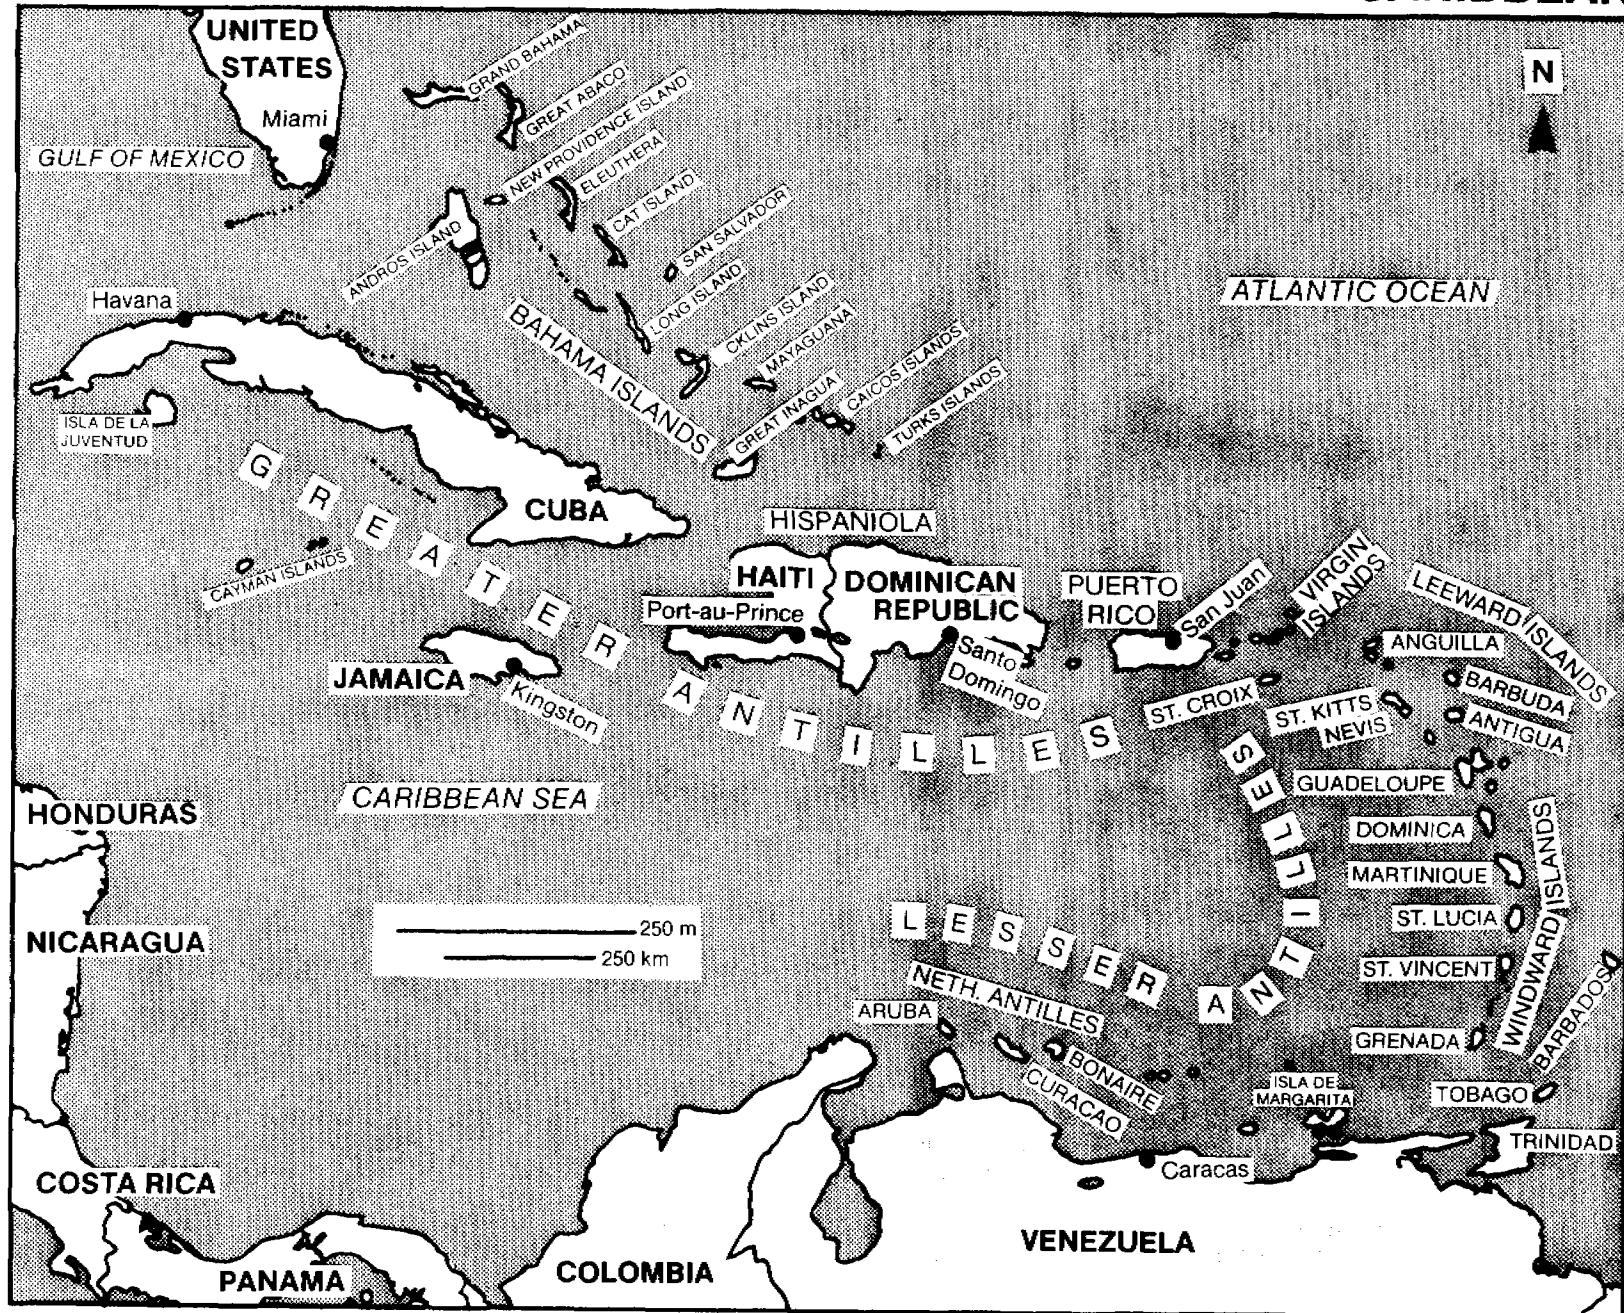 UNITED
STATES
Miami
GULF OF MEXICO
GRAND BAHAMA
GREAT ABACO
NEW PROVIDENCE ISLAND
ELEUTHERA
CAT ISLAND
SAN SALVADOR
ANDROS ISLAND
LONG ISLAND
CKLINS ISLAND
MAYAGUANA
CAICOS ISLANDS
TURKS ISLANDS
GREAT INAGUA
BAHAMA ISLANDS
N
ATLANTIC OCEAN
Havana
ISLA DE LA
JUVENTUD
CUBA
CAYMAN ISLANDS
GREATER ANTILLES
HISPANIOLA
HAITI
DOMINICAN
REPUBLIC
Port-au-Prince
Santo
Domingo
JAMAICA
Kingston
PUERTO
RICO
San Juan
VIRGIN
ISLANDS
LEEWARD ISLANDS
ANGUILLA
BARBUDA
ANTIGUA
ST. CROIX
ST. KITTS
NEVIS
GUADELOUPE
DOMINICA
MARTINIQUE
ST. LUCIA
ST. VINCENT
GRENADA
WINDWARD ISLANDS
BARBADOS
TOBAGO
TRINIDAD
CARIBBEAN SEA
250 m
250 km
LESSER ANTILLES
NETH. ANTILLES
ARUBA
BONAIRE
CURACAO
ISLA DE
MARGARITA
Caracas
HONDURAS
NICARAGUA
COSTA RICA
PANAMA
COLOMBIA
VENEZUELA